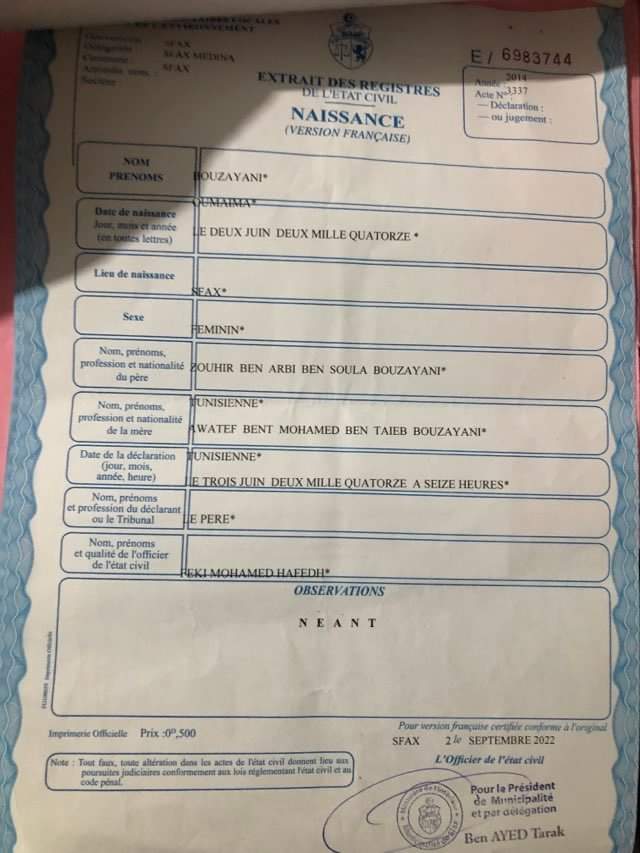 DE L'ENVIRONNEMENT
SFAX
SFAX MEDINA
SFAX
E / 6983744
EXTRAIT DES REGISTRES
DE L'ETAT CIVIL
NAISSANCE
(VERSION FRANÇAISE)
Année : 2014
Acte N° 3337
— Déclaration :
— ou jugement :
NOM
PRENOMS
BOUZAYANI*
OUMAIMA*
Date de naissance
Jour, mois et année
(en toutes lettres)
LE DEUX JUIN DEUX MILLE QUATORZE *
Lieu de naissance
SFAX*
Sexe
FEMININ*
Nom, prénoms,
profession et nationalité
du père
ZOUHIR BEN ARBI BEN SOULA BOUZAYANI*
TUNISIENNE*
Nom, prénoms,
profession et nationalité
de la mère
AWATEF BENT MOHAMED BEN TAIEB BOUZAYANI*
TUNISIENNE*
Date de la déclaration
(jour, mois,
année, heure)
LE TROIS JUIN DEUX MILLE QUATORZE A SEIZE HEURES*
Nom, prénoms
et profession du déclarant
ou le Tribunal
LE PERE*
Nom, prénoms
et qualité de l'officier
de l'état civil
FEKI MOHAMED HAFEDH*
OBSERVATIONS
N E A N T
Imprimerie Officielle Prix :0ᴰ,500
Pour version française certifiée conforme à l'original
SFAX 2 le SEPTEMBRE 2022
L'Officier de l'état civil
Note : Tout faux, toute altération dans les actes de l'état civil donnent lieu aux
poursuites judiciaires conformement aux lois réglementant l'état civil et au
code pénal.
Pour le Président
de Municipalité
et par délégation
Ben AYED Tarak